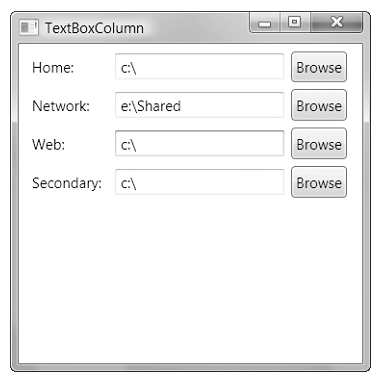 TextBoxColumn
Home: c:\ Browse
Network: e:\Shared Browse
Web: c:\ Browse
Secondary: c:\ Browse